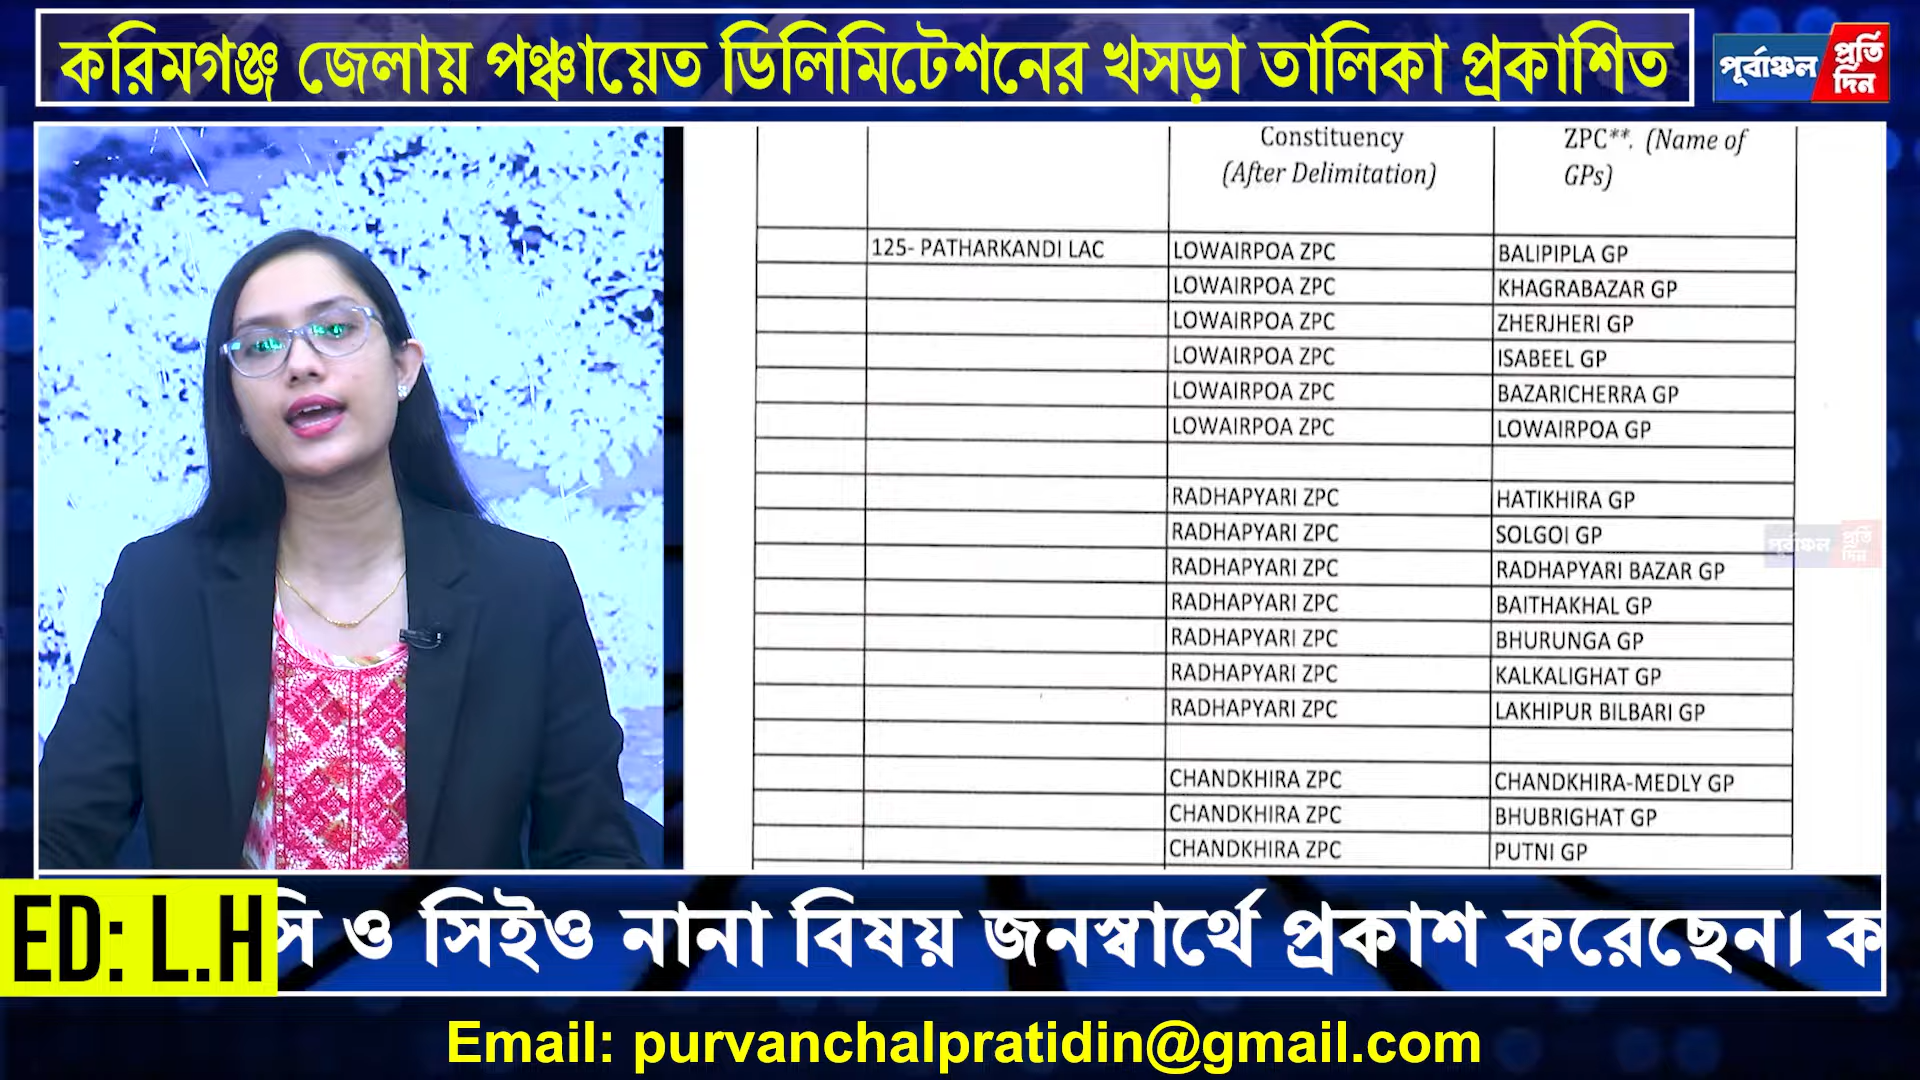 করিমগঞ্জ জেলায় পঞ্চায়েত ডিলিমিটেশনের খসড়া তালিকা প্রকাশিত
পূর্বাঞ্চল প্রতিদিন
Constituency (After Delimitation) ZPC**. (Name of GPs)
125- PATHARKANDI LAC LOWAIRPOA ZPC BALIPIPLA GP
LOWAIRPOA ZPC KHAGRABAZAR GP
LOWAIRPOA ZPC ZHERJHERI GP
LOWAIRPOA ZPC ISABEEL GP
LOWAIRPOA ZPC BAZARICHERRA GP
LOWAIRPOA ZPC LOWAIRPOA GP
RADHAPYARI ZPC HATIKHIRA GP
RADHAPYARI ZPC SOLGOI GP
RADHAPYARI ZPC RADHAPYARI BAZAR GP
RADHAPYARI ZPC BAITHAKHAL GP
RADHAPYARI ZPC BHURUNGA GP
RADHAPYARI ZPC KALKALIGHAT GP
RADHAPYARI ZPC LAKHIPUR BILBARI GP
CHANDKHIRA ZPC CHANDKHIRA-MEDLY GP
CHANDKHIRA ZPC BHUBRIGHAT GP
CHANDKHIRA ZPC PUTNI GP
পূর্বাঞ্চল প্রতিদিন
ED: L.H সি ও সিইও নানা বিষয় জনস্বার্থে প্রকাশ করেছেন। ক
Email: purvanchalpratidin@gmail.com